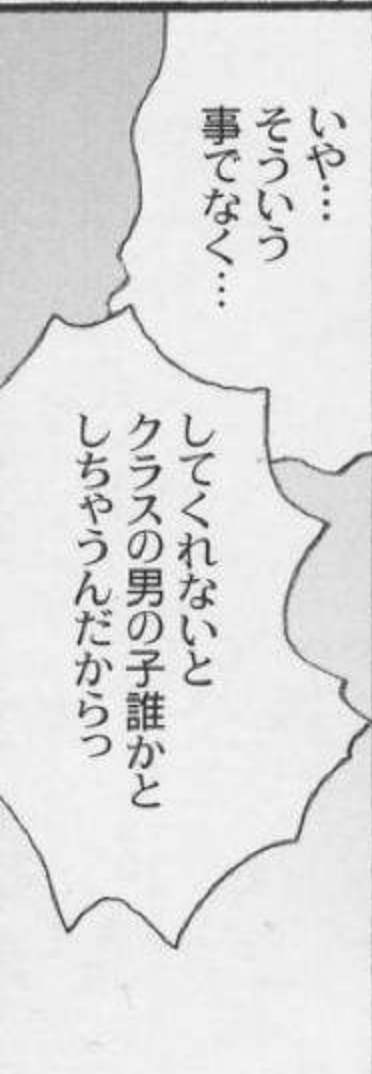 いや…
そういう
事でなく…
してくれないと
クラスの男の子誰かと
しちゃうんだからっ